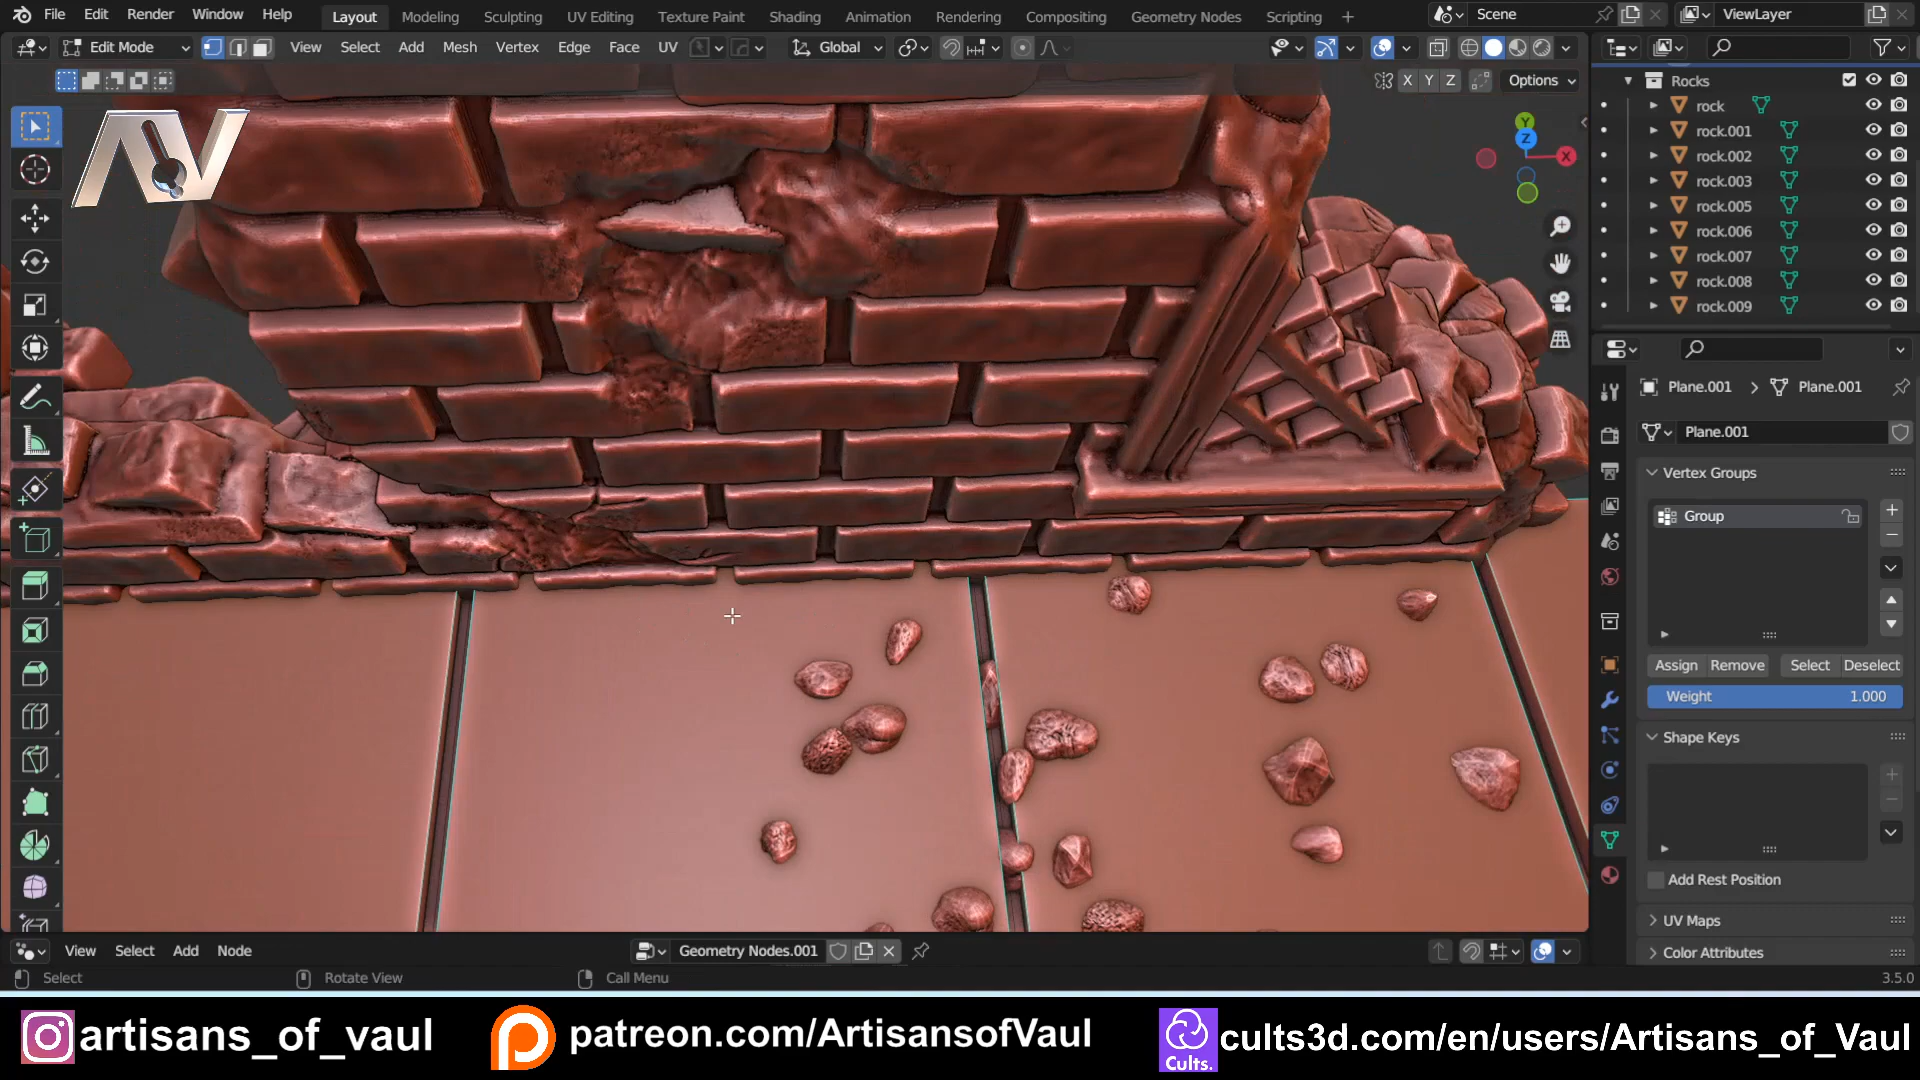 File Edit Render Window Help Layout Modeling Sculpting UV Editing Texture Paint Shading Animation Rendering Compositing Geometry Nodes Scripting + Scene ViewLayer
Edit Mode View Select Add Mesh Vertex Edge Face UV Global
X Y Z Options
AV
Y
Z
X
Rocks
rock
rock.001
rock.002
rock.003
rock.005
rock.006
rock.007
rock.008
rock.009
Plane.001 > Plane.001
Plane.001
Vertex Groups
Group
Assign Remove Select Deselect
Weight 1.000
Shape Keys
Add Rest Position
UV Maps
Color Attributes
View Select Add Node Geometry Nodes.001
Select Rotate View Call Menu 3.5.0
artisans_of_vaul patreon.com/ArtisansofVaul cults3d.com/en/users/Artisans_of_Vaul
Cults.